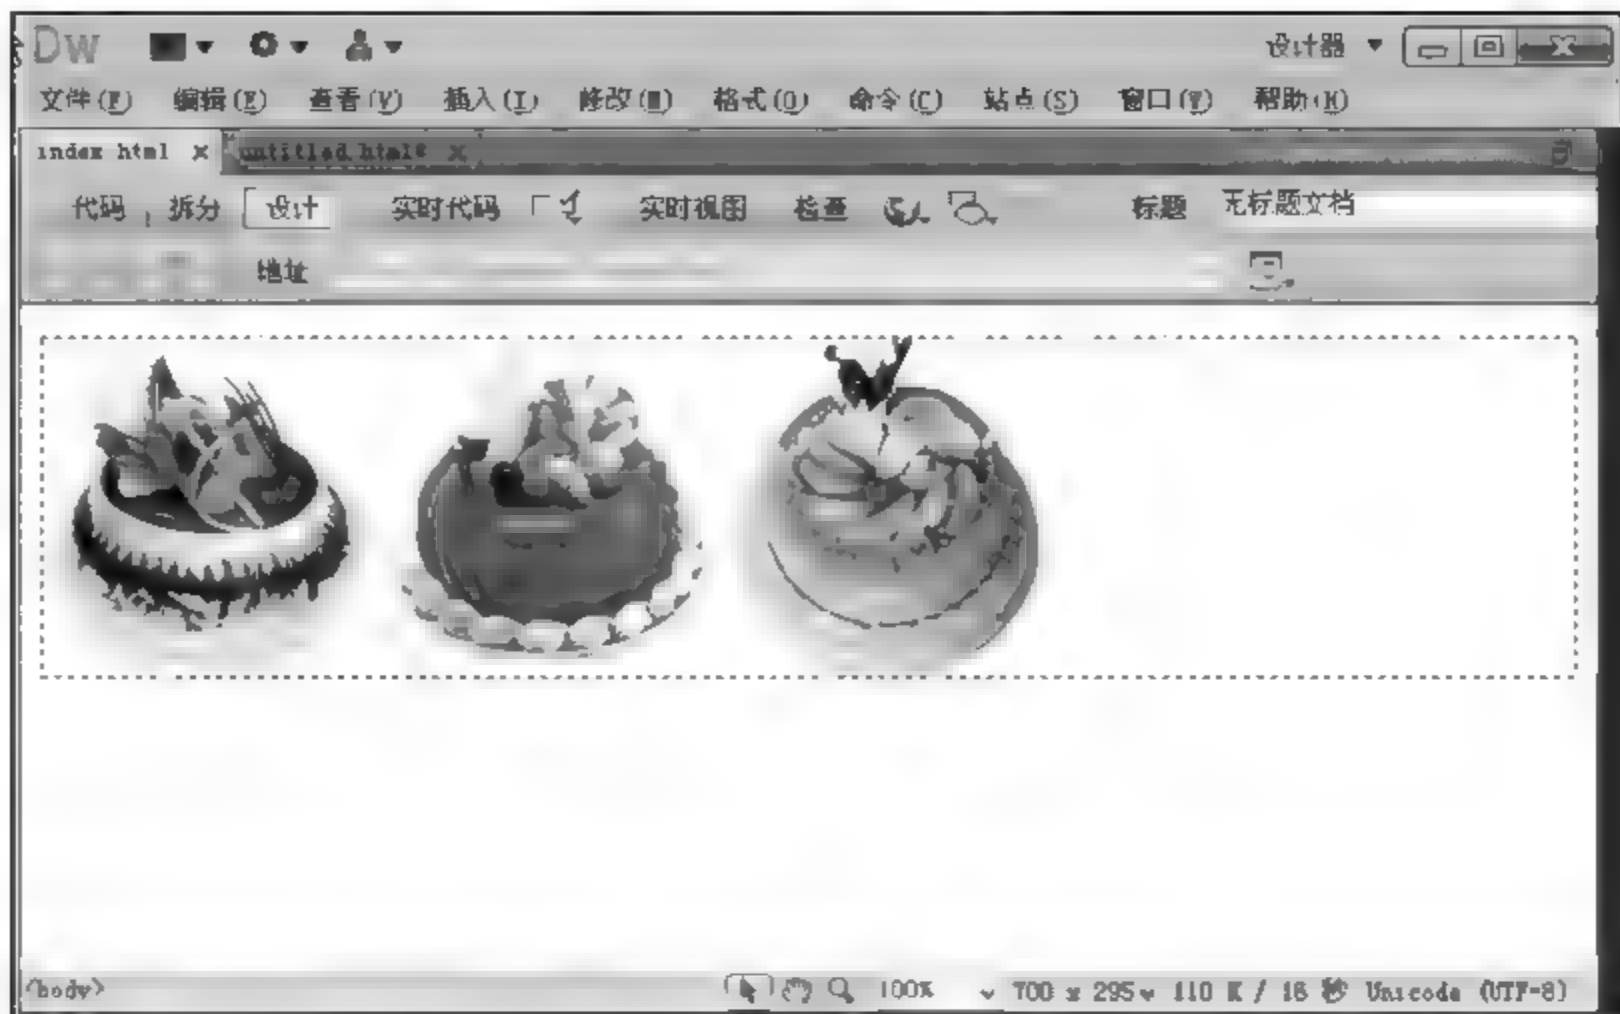 Dw 设计器
文件(F) 编辑(E) 查看(V) 插入(I) 修改(M) 格式(O) 命令(C) 站点(S) 窗口(W) 帮助(H)
index html × untitled.html* ×
代码 拆分 设计 实时代码 实时视图 检查 标题 无标题文档
地址
<body> 100% 700 x 295 110 K / 16 秒 Unicode (UTF-8)